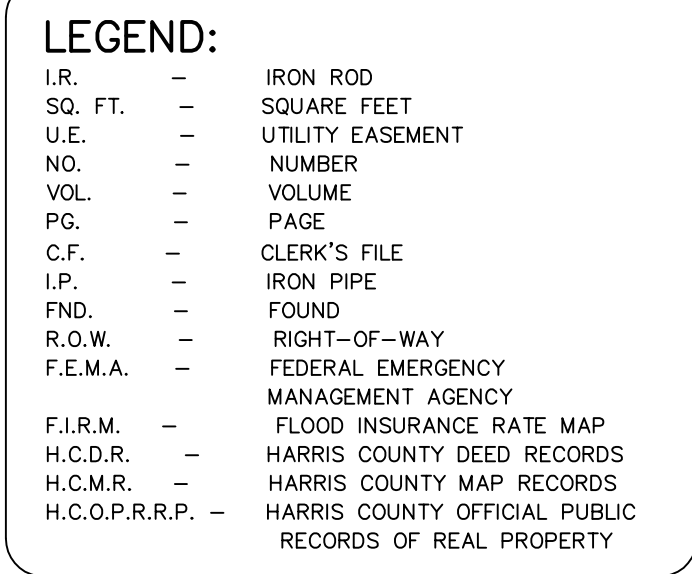 LEGEND:
I.R. – IRON ROD
SQ. FT. – SQUARE FEET
U.E. – UTILITY EASEMENT
NO. – NUMBER
VOL. – VOLUME
PG. – PAGE
C.F. – CLERK'S FILE
I.P. – IRON PIPE
FND. – FOUND
R.O.W. – RIGHT–OF–WAY
F.E.M.A. – FEDERAL EMERGENCY
MANAGEMENT AGENCY
F.I.R.M. – FLOOD INSURANCE RATE MAP
H.C.D.R. – HARRIS COUNTY DEED RECORDS
H.C.M.R. – HARRIS COUNTY MAP RECORDS
H.C.O.P.R.R.P. – HARRIS COUNTY OFFICIAL PUBLIC
RECORDS OF REAL PROPERTY